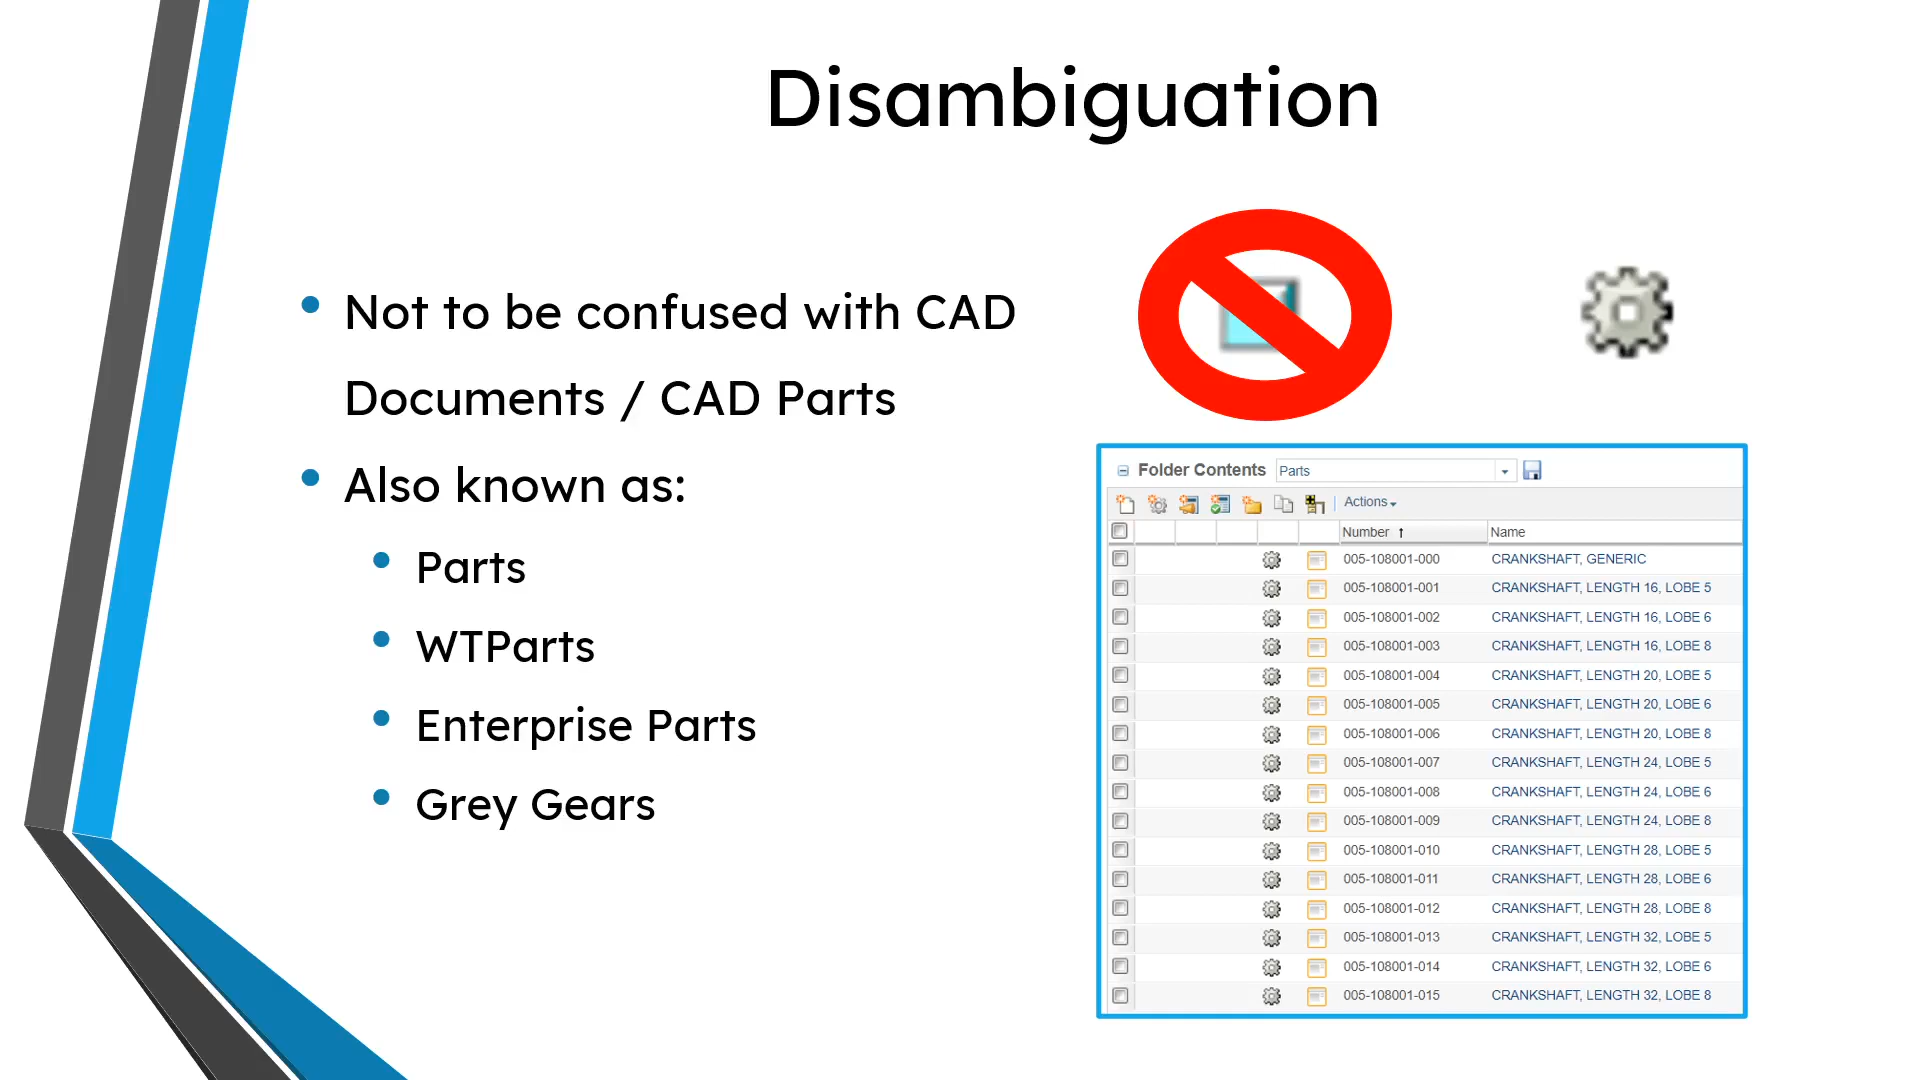 Disambiguation
Not to be confused with CAD
Documents / CAD Parts
Also known as:
Parts
WTParts
Enterprise Parts
Grey Gears
Folder Contents Parts
Actions
Number ↑ Name
005-108001-000 CRANKSHAFT, GENERIC
005-108001-001 CRANKSHAFT, LENGTH 16, LOBE 5
005-108001-002 CRANKSHAFT, LENGTH 16, LOBE 6
005-108001-003 CRANKSHAFT, LENGTH 16, LOBE 8
005-108001-004 CRANKSHAFT, LENGTH 20, LOBE 5
005-108001-005 CRANKSHAFT, LENGTH 20, LOBE 6
005-108001-006 CRANKSHAFT, LENGTH 20, LOBE 8
005-108001-007 CRANKSHAFT, LENGTH 24, LOBE 5
005-108001-008 CRANKSHAFT, LENGTH 24, LOBE 6
005-108001-009 CRANKSHAFT, LENGTH 24, LOBE 8
005-108001-010 CRANKSHAFT, LENGTH 28, LOBE 5
005-108001-011 CRANKSHAFT, LENGTH 28, LOBE 6
005-108001-012 CRANKSHAFT, LENGTH 28, LOBE 8
005-108001-013 CRANKSHAFT, LENGTH 32, LOBE 5
005-108001-014 CRANKSHAFT, LENGTH 32, LOBE 6
005-108001-015 CRANKSHAFT, LENGTH 32, LOBE 8